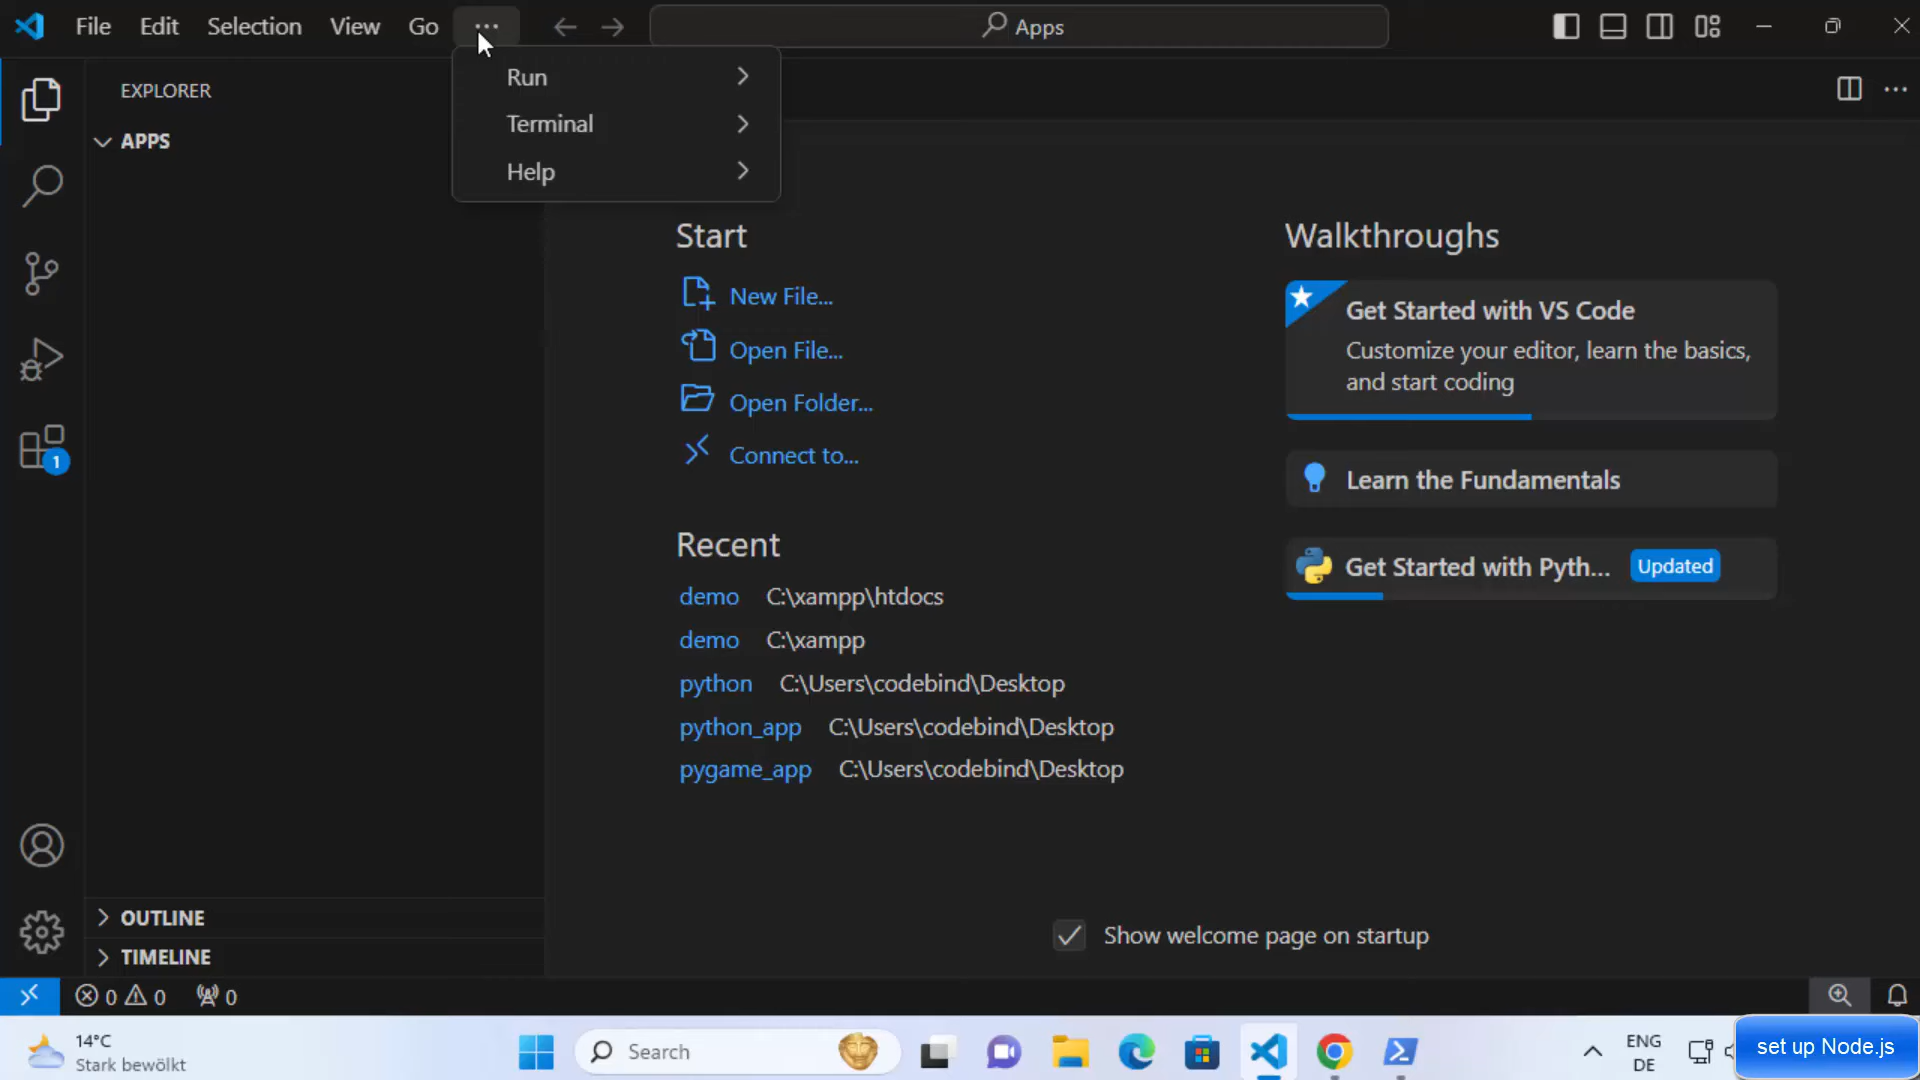 File Edit Selection View Go ... Apps
Run
Terminal
Help
EXPLORER
APPS
Start
New File...
Open File...
Open Folder...
Connect to...
Recent
demo C:\xampp\htdocs
demo C:\xampp
python C:\Users\codebind\Desktop
python_app C:\Users\codebind\Desktop
pygame_app C:\Users\codebind\Desktop
Walkthroughs
Get Started with VS Code
Customize your editor, learn the basics,
and start coding
Learn the Fundamentals
Get Started with Pyth... Updated
1
Show welcome page on startup
OUTLINE
TIMELINE
0 0 0
14°C
Stark bewölkt
Search
ENG
DE
set up Node.js